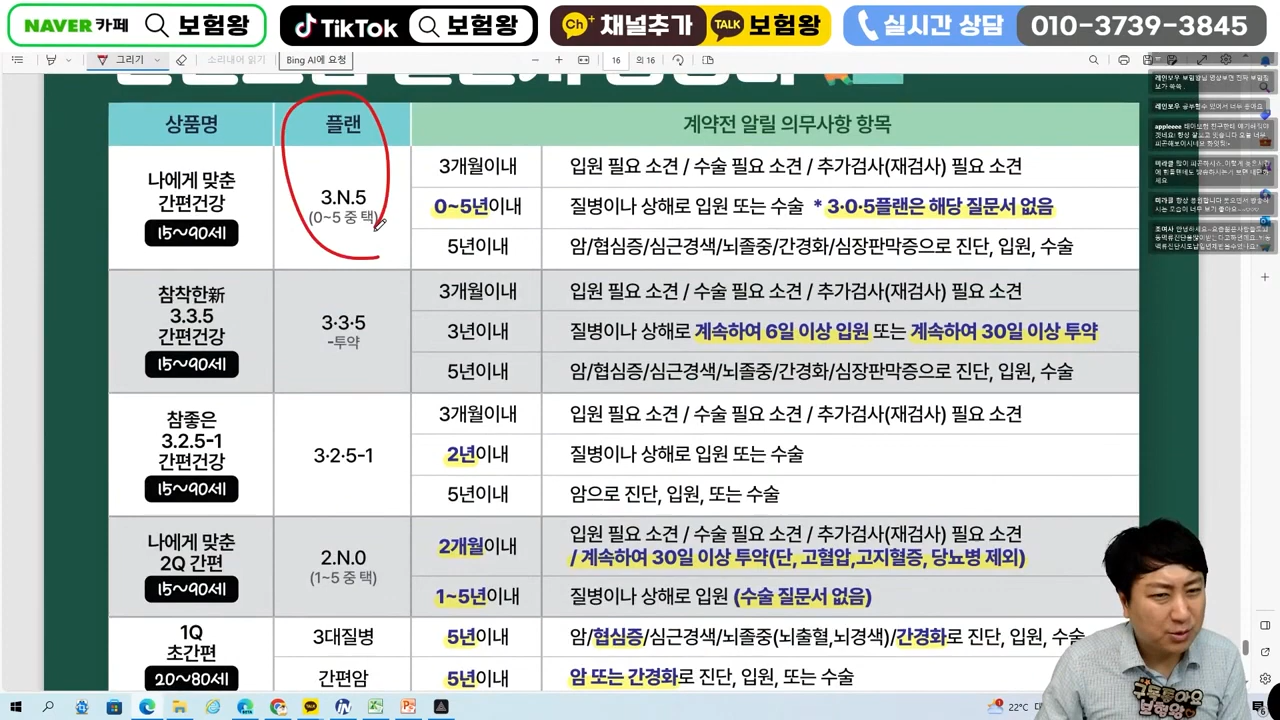 NAVER 카페 보험왕
TikTok 보험왕
Ch+ 채널추가 TALK 보험왕
실시간 상담 010-3739-3845
그리기 소리내어 읽기 Bing AI에 요청 16 의 16
상품명 플랜 계약전 알릴 의무사항 항목
나에게 맞춘
간편건강
15~90세
3.N.5
(0~5 중 택)
3개월이내 입원 필요 소견 / 수술 필요 소견 / 추가검사(재검사) 필요 소견
0~5년이내 질병이나 상해로 입원 또는 수술 * 3·0·5플랜은 해당 질문서 없음
5년이내 암/협심증/심근경색/뇌졸중/간경화/심장판막증으로 진단, 입원, 수술
참착한新
3.3.5
간편건강
15~90세
3·3·5
-투약
3개월이내 입원 필요 소견 / 수술 필요 소견 / 추가검사(재검사) 필요 소견
3년이내 질병이나 상해로 계속하여 6일 이상 입원 또는 계속하여 30일 이상 투약
5년이내 암/협심증/심근경색/뇌졸중/간경화/심장판막증으로 진단, 입원, 수술
참좋은
3.2.5-1
간편건강
15~90세
3·2·5-1
3개월이내 입원 필요 소견 / 수술 필요 소견 / 추가검사(재검사) 필요 소견
2년이내 질병이나 상해로 입원 또는 수술
5년이내 암으로 진단, 입원, 또는 수술
나에게 맞춘
2Q 간편
15~90세
2.N.0
(1~5 중 택)
2개월이내 입원 필요 소견 / 수술 필요 소견 / 추가검사(재검사) 필요 소견
/ 계속하여 30일 이상 투약(단, 고혈압,고지혈증, 당뇨병 제외)
1~5년이내 질병이나 상해로 입원 (수술 질문서 없음)
1Q
초간편
20~80세
3대질병 5년이내 암/협심증/심근경색/뇌졸중(뇌출혈,뇌경색)/간경화로 진단, 입원, 수술
간편암 5년이내 암 또는 간경화로 진단, 입원, 또는 수술
구독좋아요
보험왕
22°C